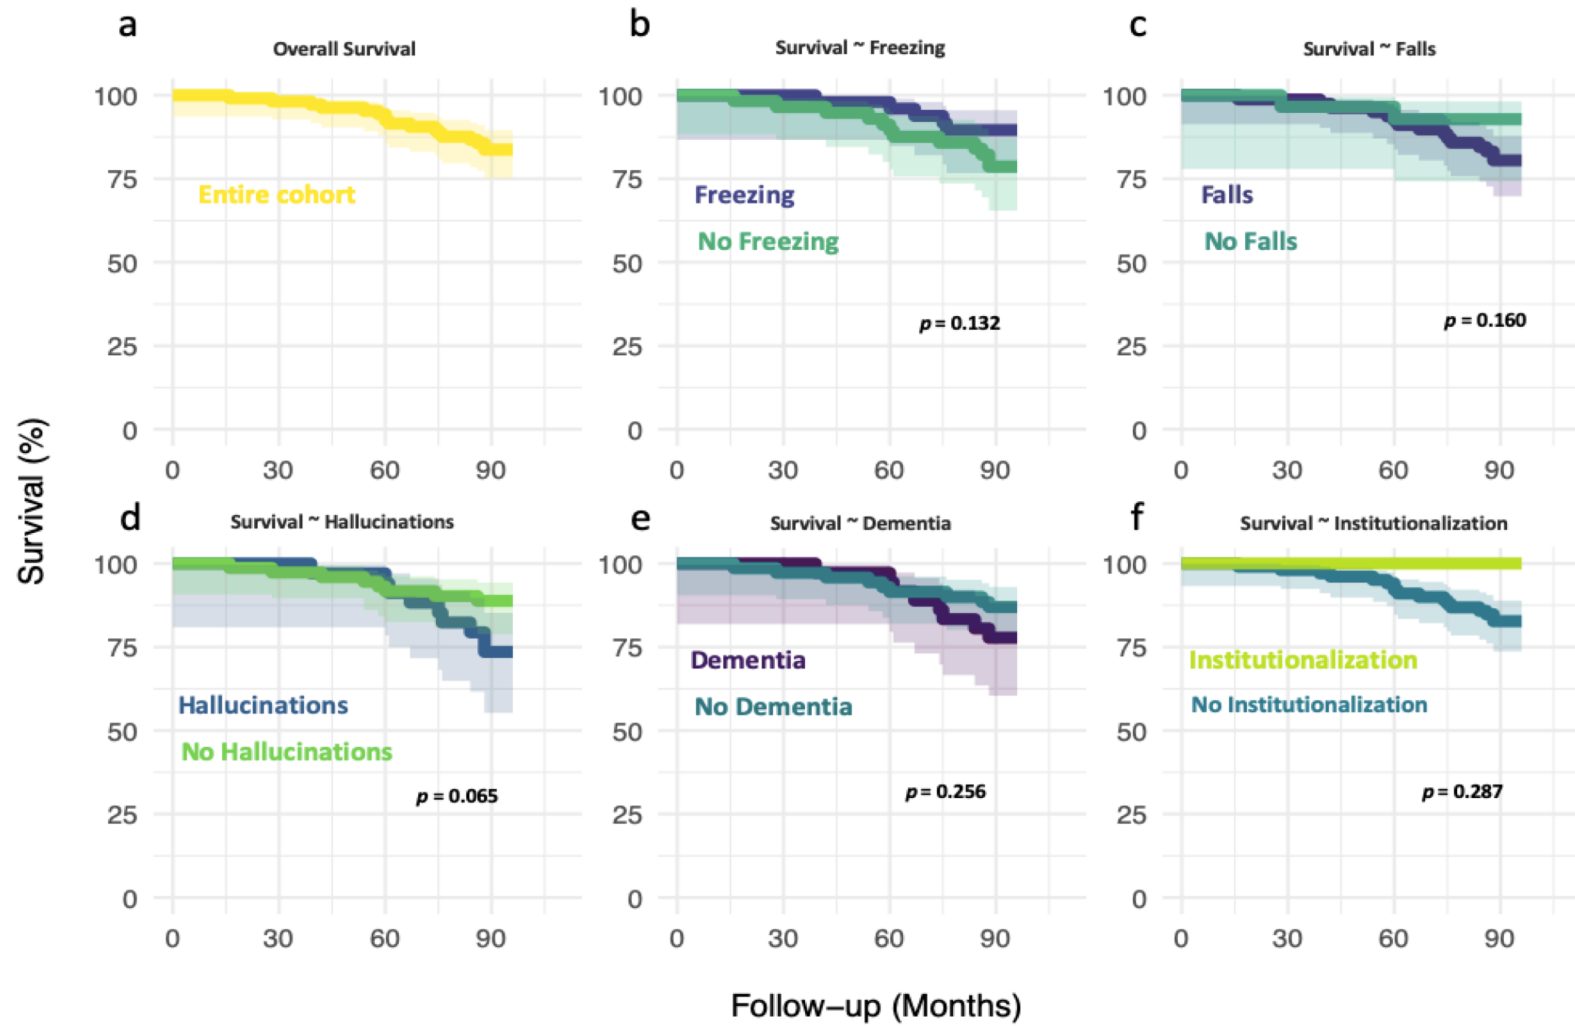 a
Overall Survival
100
75
50
25
0
0 30 60 90
Entire cohort
b
Survival ~ Freezing
100
75
50
25
0
0 30 60 90
Freezing
No Freezing
p = 0.132
c
Survival ~ Falls
100
75
50
25
0
0 30 60 90
Falls
No Falls
p = 0.160
Survival (%)
d
Survival ~ Hallucinations
100
75
50
25
0
0 30 60 90
Hallucinations
No Hallucinations
p = 0.065
e
Survival ~ Dementia
100
75
50
25
0
0 30 60 90
Dementia
No Dementia
p = 0.256
f
Survival ~ Institutionalization
100
75
50
25
0
0 30 60 90
Institutionalization
No Institutionalization
p = 0.287
Follow–up (Months)